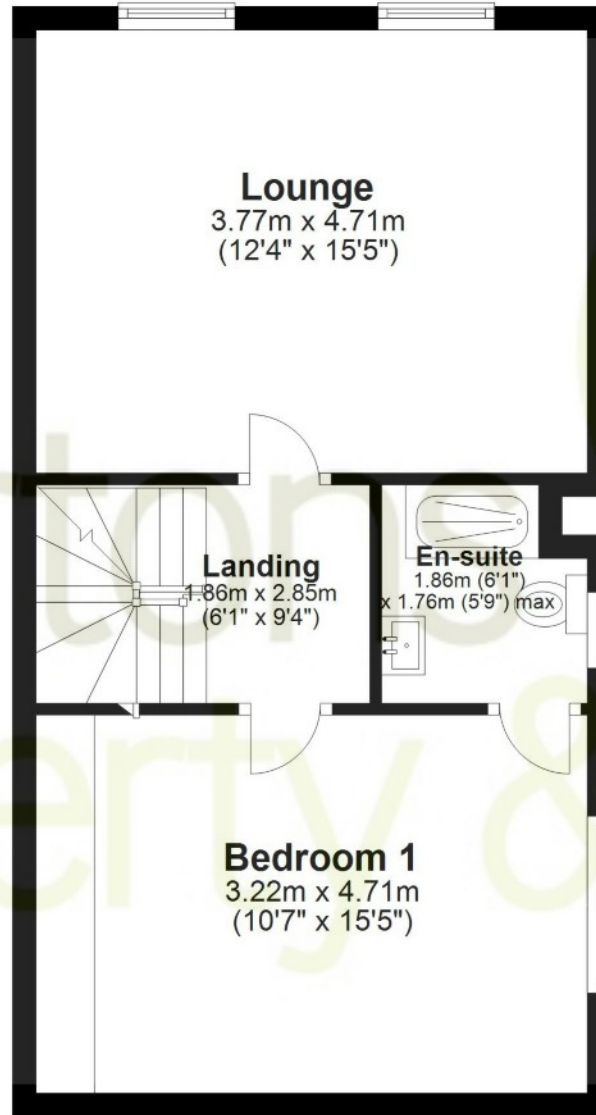 Lounge
3.77m x 4.71m
(12'4" x 15'5")
Landing
1.86m x 2.85m
(6'1" x 9'4")
En-suite
1.86m (6'1")
x 1.76m (5'9") max
Bedroom 1
3.22m x 4.71m
(10'7" x 15'5")
rtons
erty &